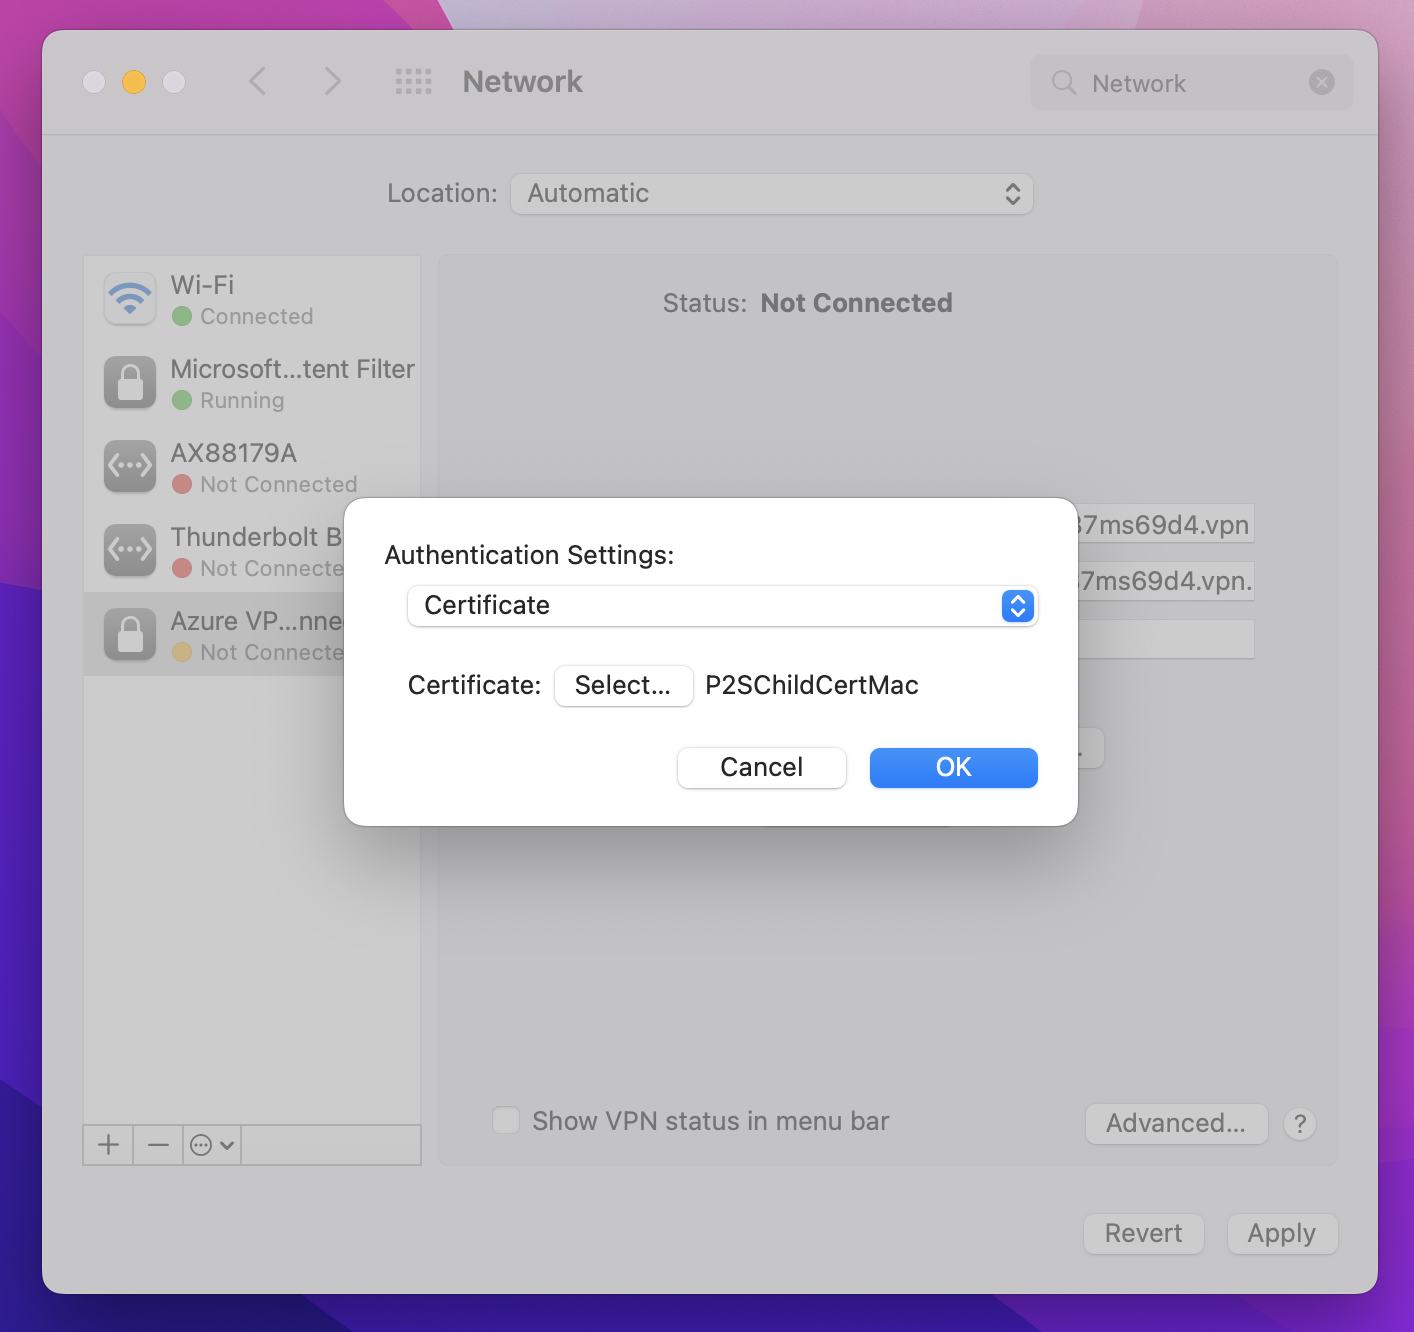 Network
Network
Location:
Automatic
Wi-Fi
Connected
Microsoft...tent Filter
Running
AX88179A
Not Connected
Thunderbolt B
Not Connecte
Azure VP...nne
Not Connecte
Status: Not Connected
37ms69d4.vpn
7ms69d4.vpn.
Authentication Settings:
Certificate
Certificate:
Select...
P2SChildCertMac
Cancel
OK
Show VPN status in menu bar
Advanced...
?
Revert
Apply